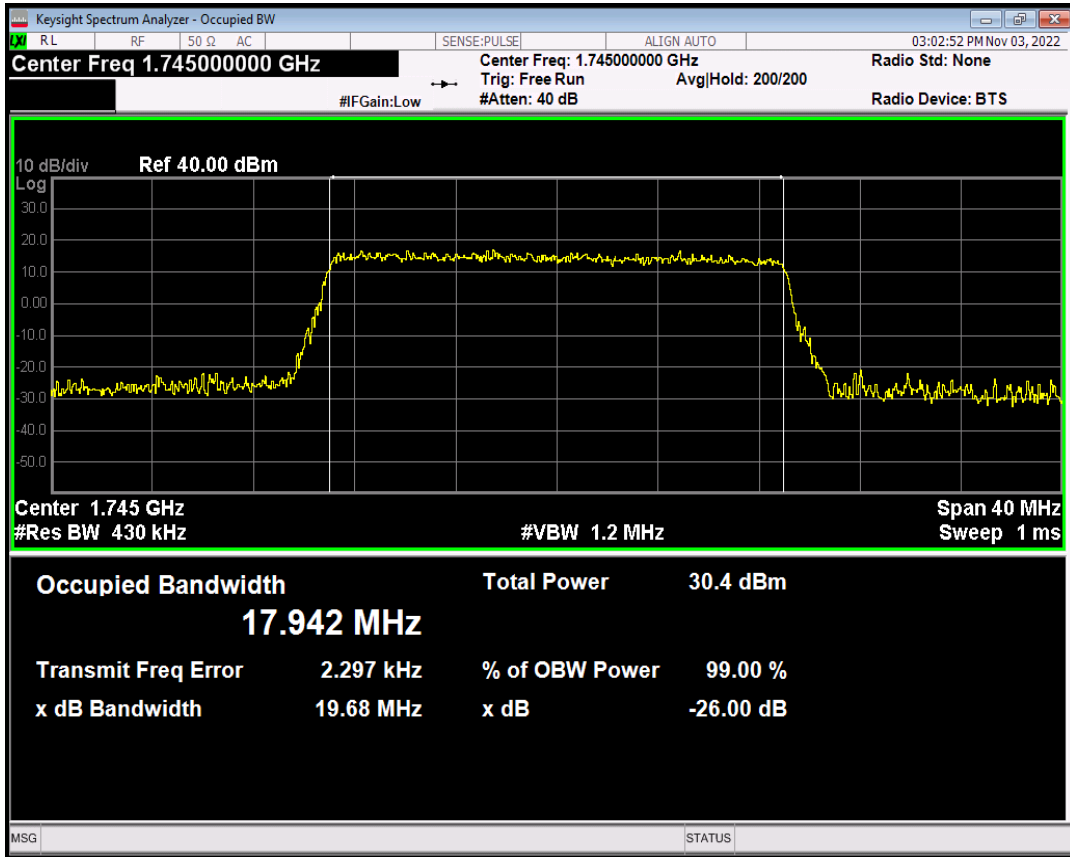 Keysight Spectrum Analyzer - Occupied BW
LXI RL RF 50 Ω AC SENSE:PULSE ALIGN AUTO 03:02:52 PM Nov 03, 2022
Center Freq 1.745000000 GHz Center Freq: 1.745000000 GHz Radio Std: None
Trig: Free Run Avg|Hold: 200/200
#IFGain:Low #Atten: 40 dB Radio Device: BTS
10 dB/div Ref 40.00 dBm
Log
30.0
20.0
10.0
0.00
-10.0
-20.0
-30.0
-40.0
-50.0
Center 1.745 GHz Span 40 MHz
#Res BW 430 kHz #VBW 1.2 MHz Sweep 1 ms
Occupied Bandwidth Total Power 30.4 dBm
17.942 MHz
Transmit Freq Error 2.297 kHz % of OBW Power 99.00 %
x dB Bandwidth 19.68 MHz x dB -26.00 dB
MSG STATUS